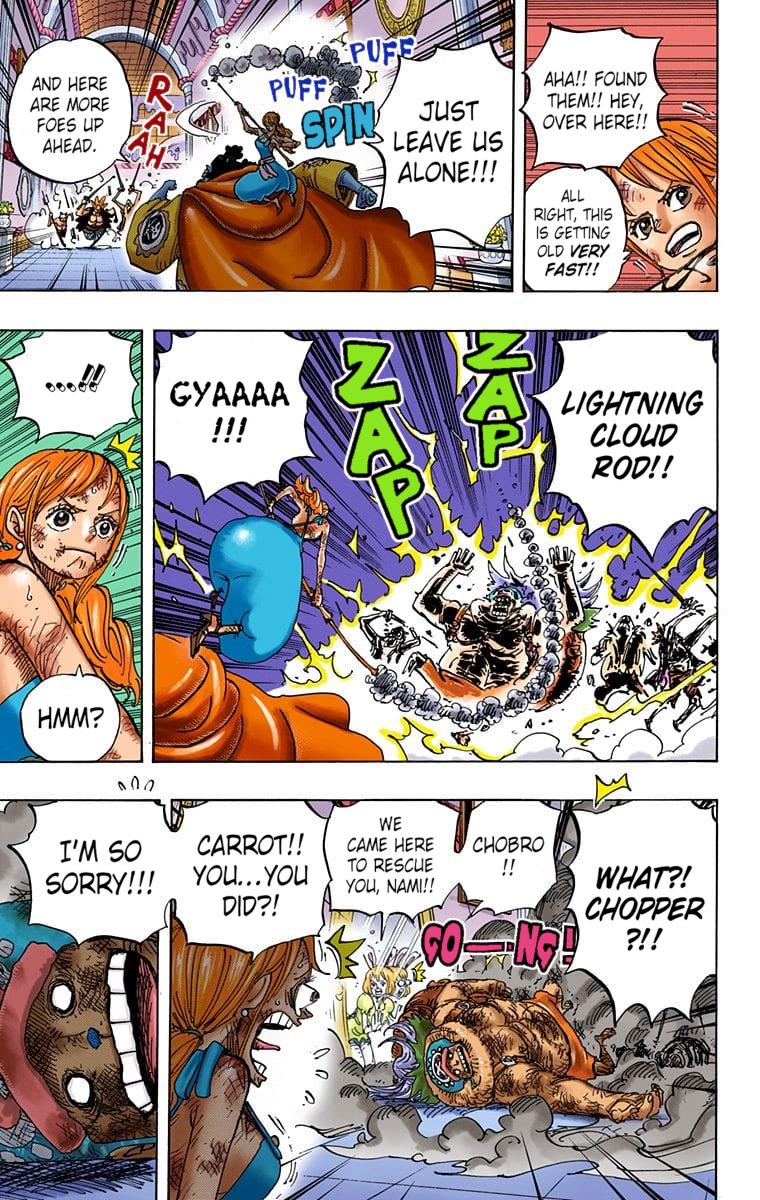 AHA!! FOUND
THEM!! HEY,
OVER HERE!!
ALL
RIGHT, THIS
IS GETTING
OLD VERY
FAST!!
JUST
LEAVE US
ALONE!!!
PUFF
PUFF
SPIN
RAAH
AND HERE
ARE MORE
FOES UP
AHEAD.
LIGHTNING
CLOUD
ROD!!
ZAP
ZAP
GYAAAA
!!!
...!!
HMM?
WHAT?!
CHOPPER
?!!
CHOBRO
!!
WE
CAME HERE
TO RESCUE
YOU, NAMI!!
GO—NG!
CARROT!!
YOU...YOU
DID?!
I'M SO
SORRY!!!